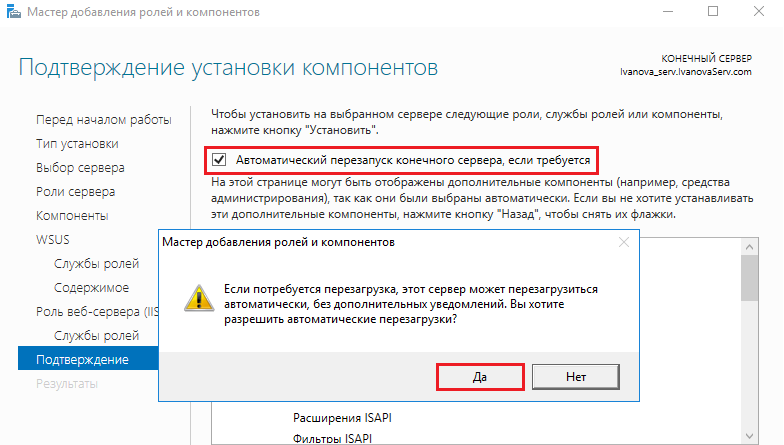 Мастер добавления ролей и компонентов
Подтверждение установки компонентов
КОНЕЧНЫЙ СЕРВЕР
Ivanova_serv.IvanovaServ.com
Перед началом работы
Тип установки
Выбор сервера
Роли сервера
Компоненты
WSUS
Службы ролей
Содержимое
Роль веб-сервера (IIS
Службы ролей
Подтверждение
Результаты
Чтобы установить на выбранном сервере следующие роли, службы ролей или компоненты,
нажмите кнопку "Установить".
Автоматический перезапуск конечного сервера, если требуется
На этой странице могут быть отображены дополнительные компоненты (например, средства
администрирования), так как они были выбраны автоматически. Если вы не хотите устанавливать
эти дополнительные компоненты, нажмите кнопку "Назад", чтобы снять их флажки.
Мастер добавления ролей и компонентов
Если потребуется перезагрузка, этот сервер может перезагрузиться
автоматически, без дополнительных уведомлений. Вы хотите
разрешить автоматические перезагрузки?
Да
Нет
Расширения ISAPI
Фильтры ISAPI